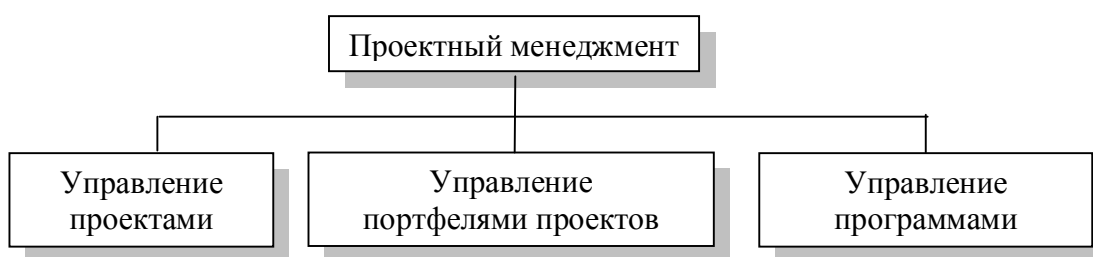 Проектный менеджмент
Управление
проектами
Управление
портфелями проектов
Управление
программами